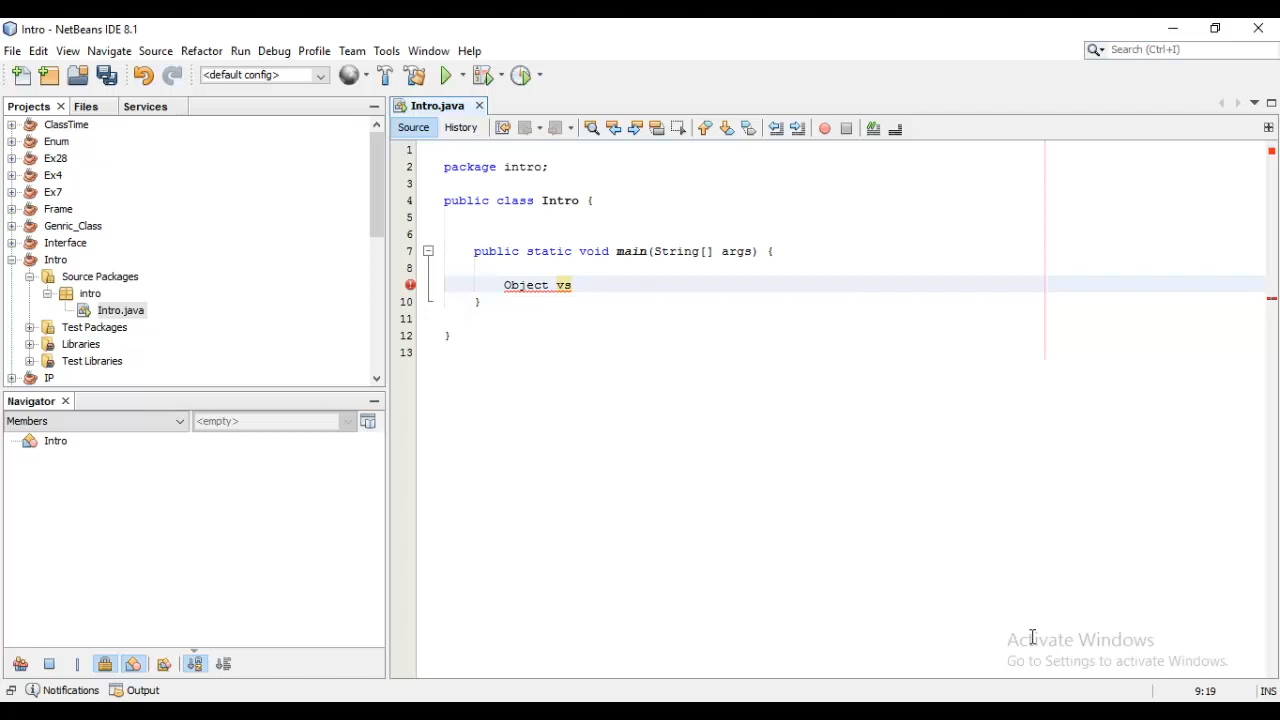 Intro - NetBeans IDE 8.1
File Edit View Navigate Source Refactor Run Debug Profile Team Tools Window Help
Search (Ctrl+I)
<default config>
Projects Files Services
Intro.java
Source History
ClassTime
Enum
Ex28
Ex4
Ex7
Frame
Genric_Class
Interface
Intro
Source Packages
intro
Intro.java
Test Packages
Libraries
Test Libraries
IP
Navigator
Members <empty>
Intro
1
2 package intro;
3
4 public class Intro {
5
6
7 public static void main(String[] args) {
8
Object vs
10 }
11
12 }
13
Activate Windows
Go to Settings to activate Windows.
Notifications Output
9:19 INS